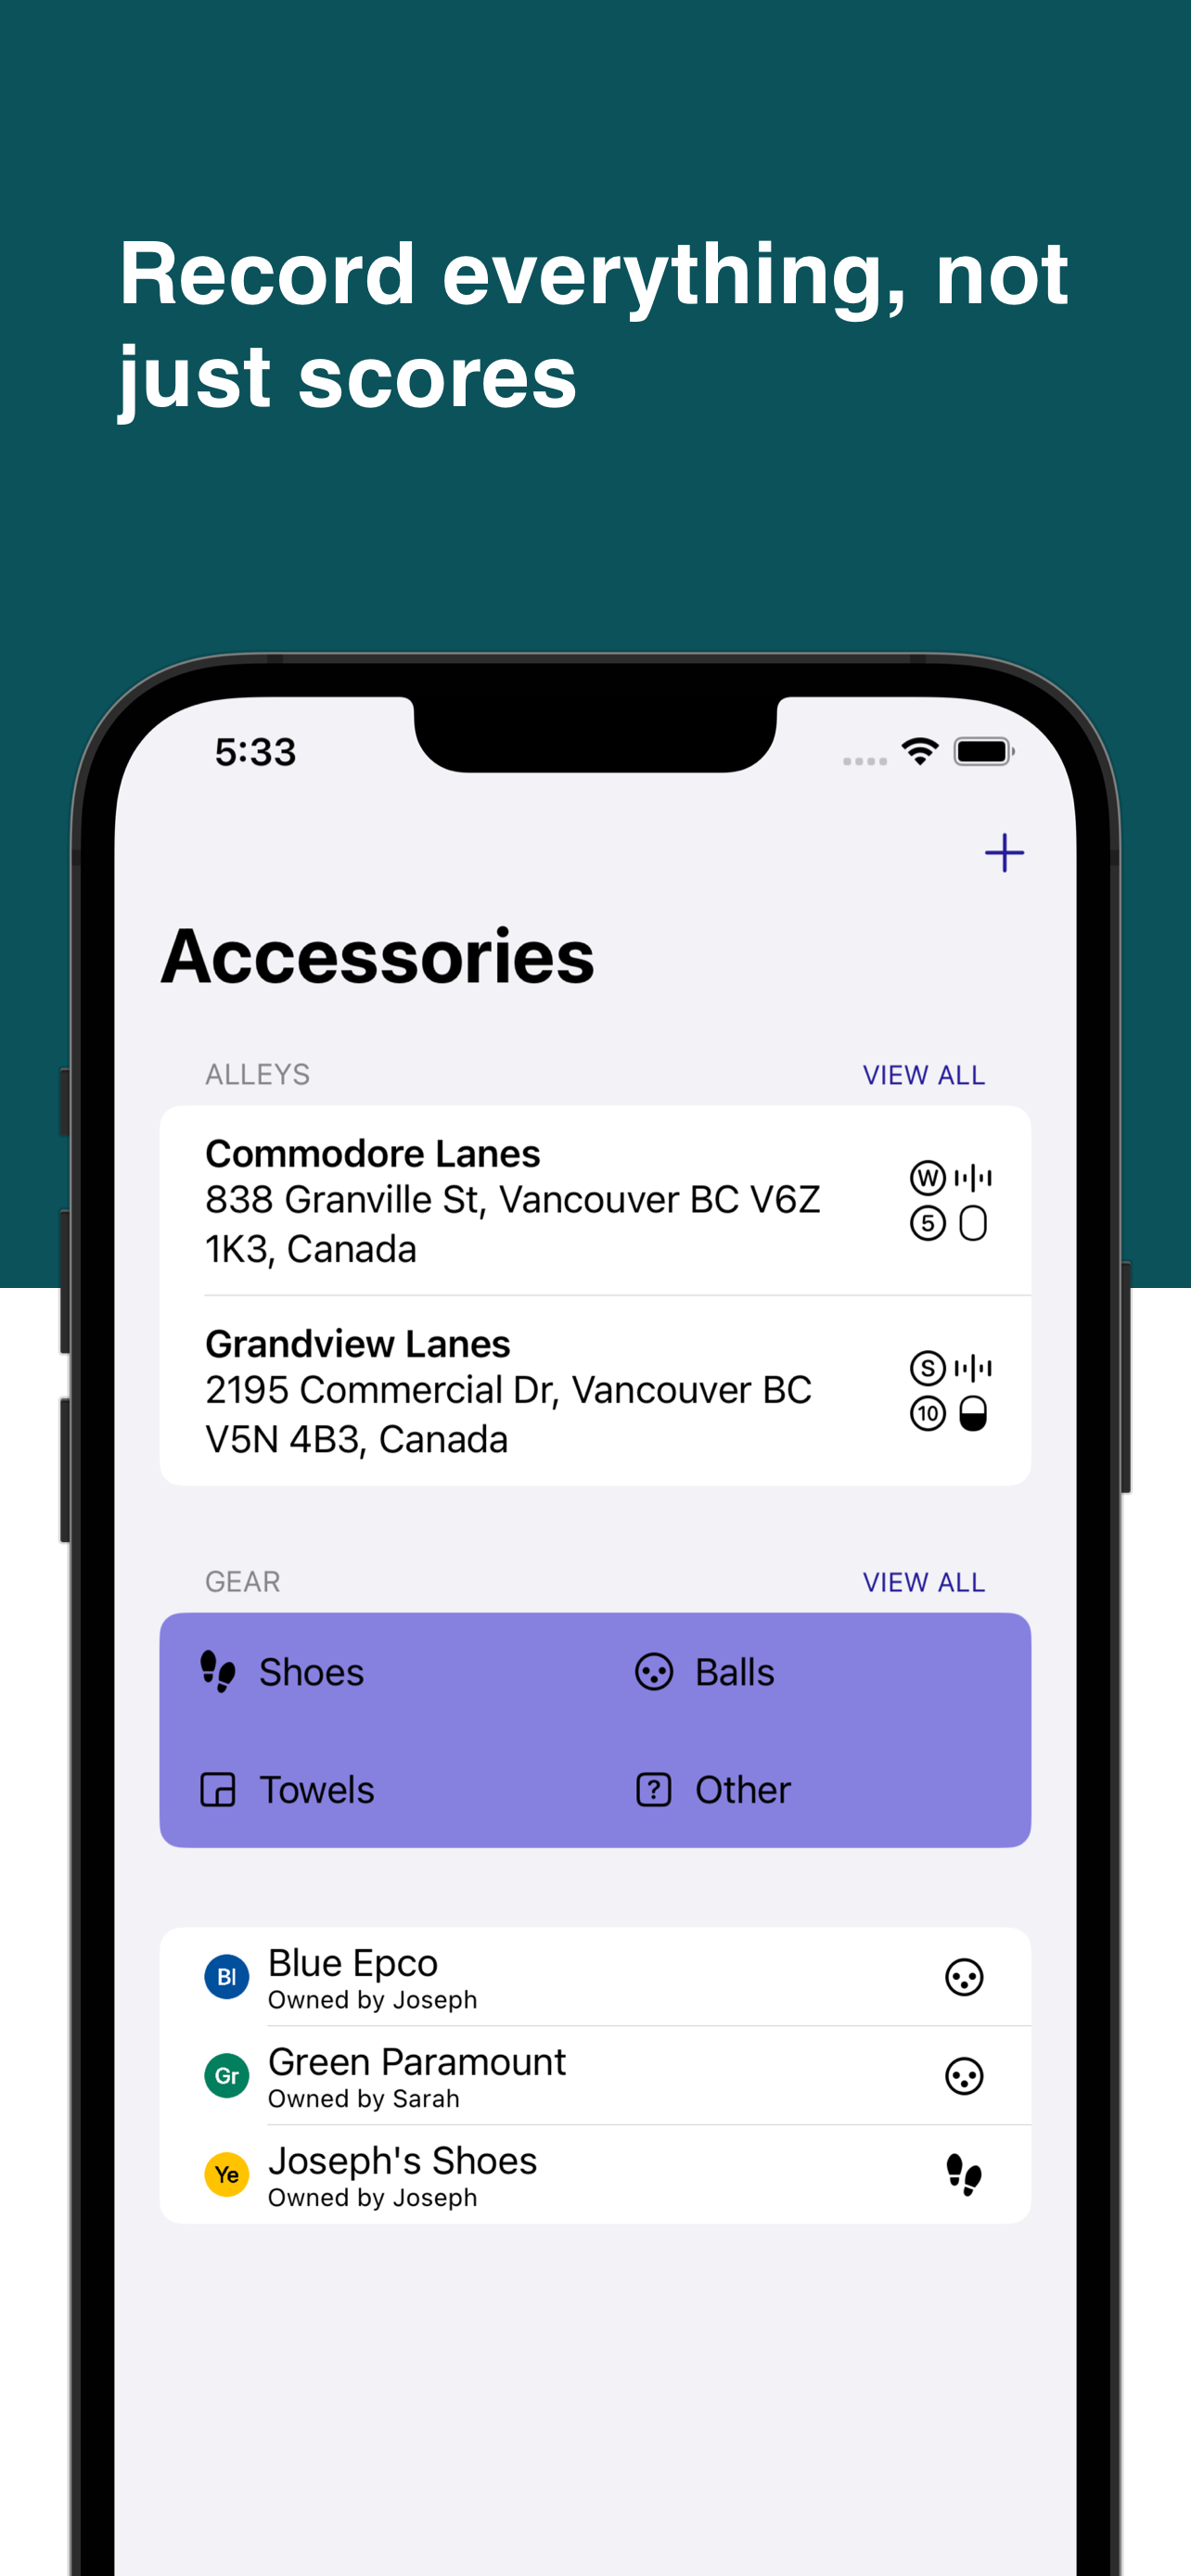 Record everything, not
just scores
5:33
Accessories
ALLEYS
VIEW ALL
Commodore Lanes
838 Granville St, Vancouver BC V6Z
1K3, Canada
W
5
Grandview Lanes
2195 Commercial Dr, Vancouver BC
V5N 4B3, Canada
S
10
GEAR
VIEW ALL
Shoes
Balls
Towels
? Other
Bl
Blue Epco
Owned by Joseph
Gr
Green Paramount
Owned by Sarah
Ye
Joseph's Shoes
Owned by Joseph